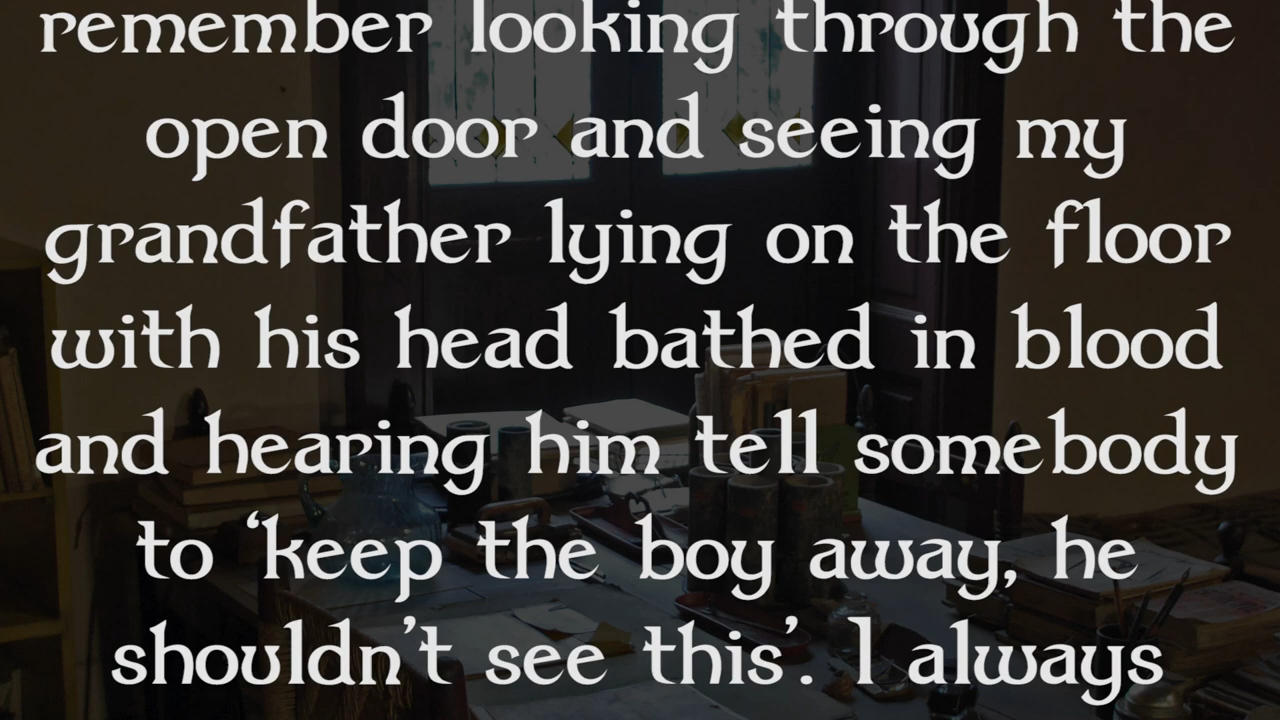 remember looking through the
open door and seeing my
grandfather lying on the floor
with his head bathed in blood
and hearing him tell somebody
to ‘keep the boy away, he
shouldn’t see this’. I always